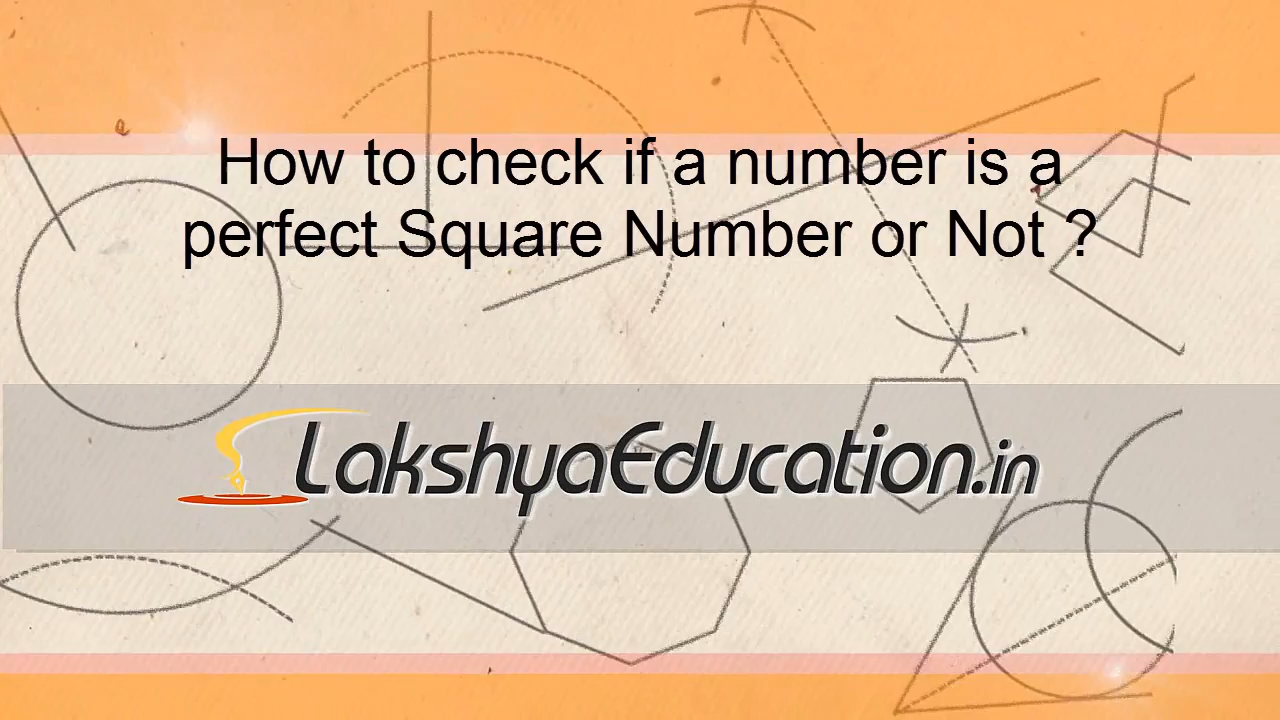 How to check if a number is a
perfect Square Number or Not ?
LakshyaEducation.in